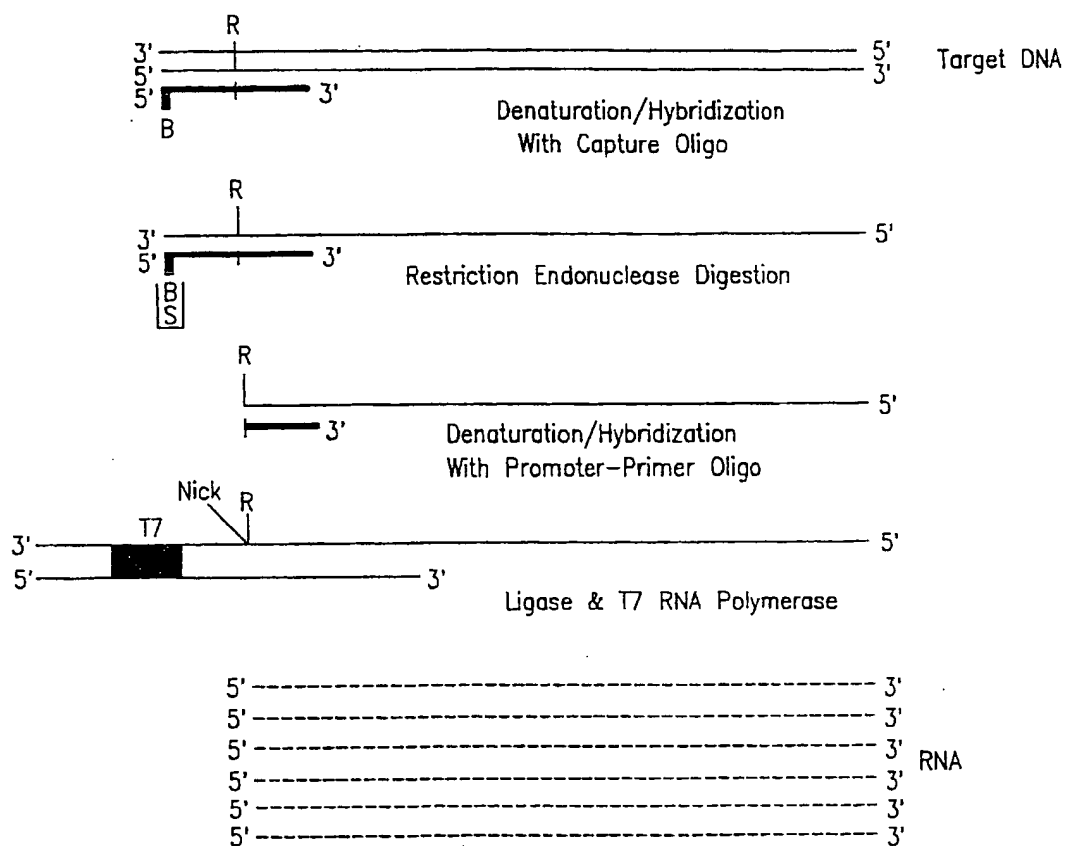 R
3' 5' Target DNA
5' 3'
5' 3'
B
Denaturation/Hybridization
With Capture Oligo
R
3' 5'
5' 3'
Restriction Endonuclease Digestion
B
S
R
5'
3'
Denaturation/Hybridization
With Promoter-Primer Oligo
Nick R
T7
3' 5'
5' 3'
Ligase & T7 RNA Polymerase
5' 3'
5' 3'
5' 3'
RNA
5' 3'
5' 3'
5' 3'